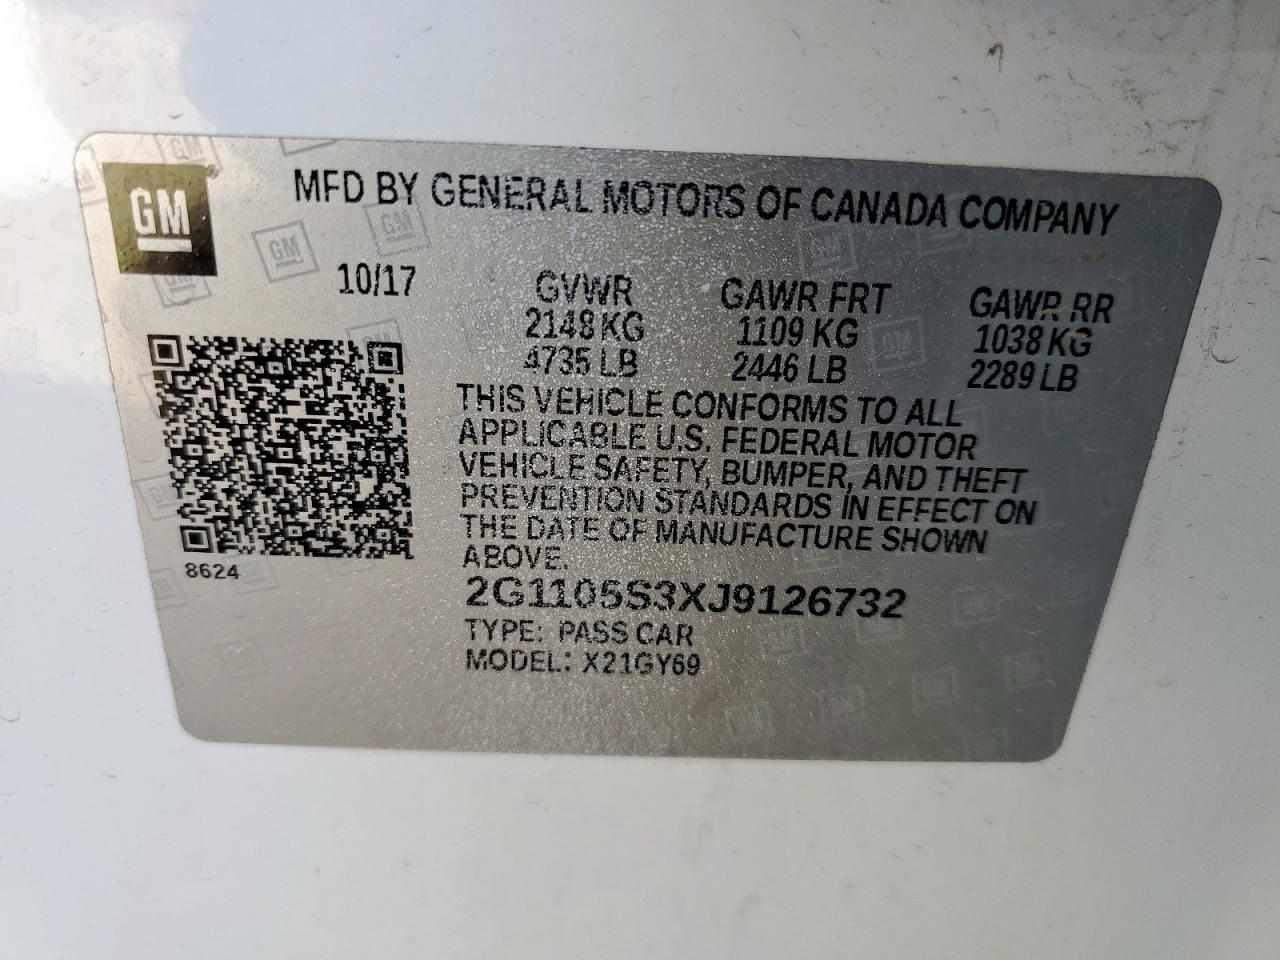 GM
MFD BY GENERAL MOTORS OF CANADA COMPANY
10/17
GVWR
2148 KG
4735 LB
GAWR FRT
1109 KG
2446 LB
GAWR RR
1038 KG
2289 LB
THIS VEHICLE CONFORMS TO ALL
APPLICABLE U.S. FEDERAL MOTOR
VEHICLE SAFETY, BUMPER, AND THEFT
PREVENTION STANDARDS IN EFFECT ON
THE DATE OF MANUFACTURE SHOWN
ABOVE.
8624
2G1105S3XJ9126732
TYPE: PASS CAR
MODEL: X21GY69